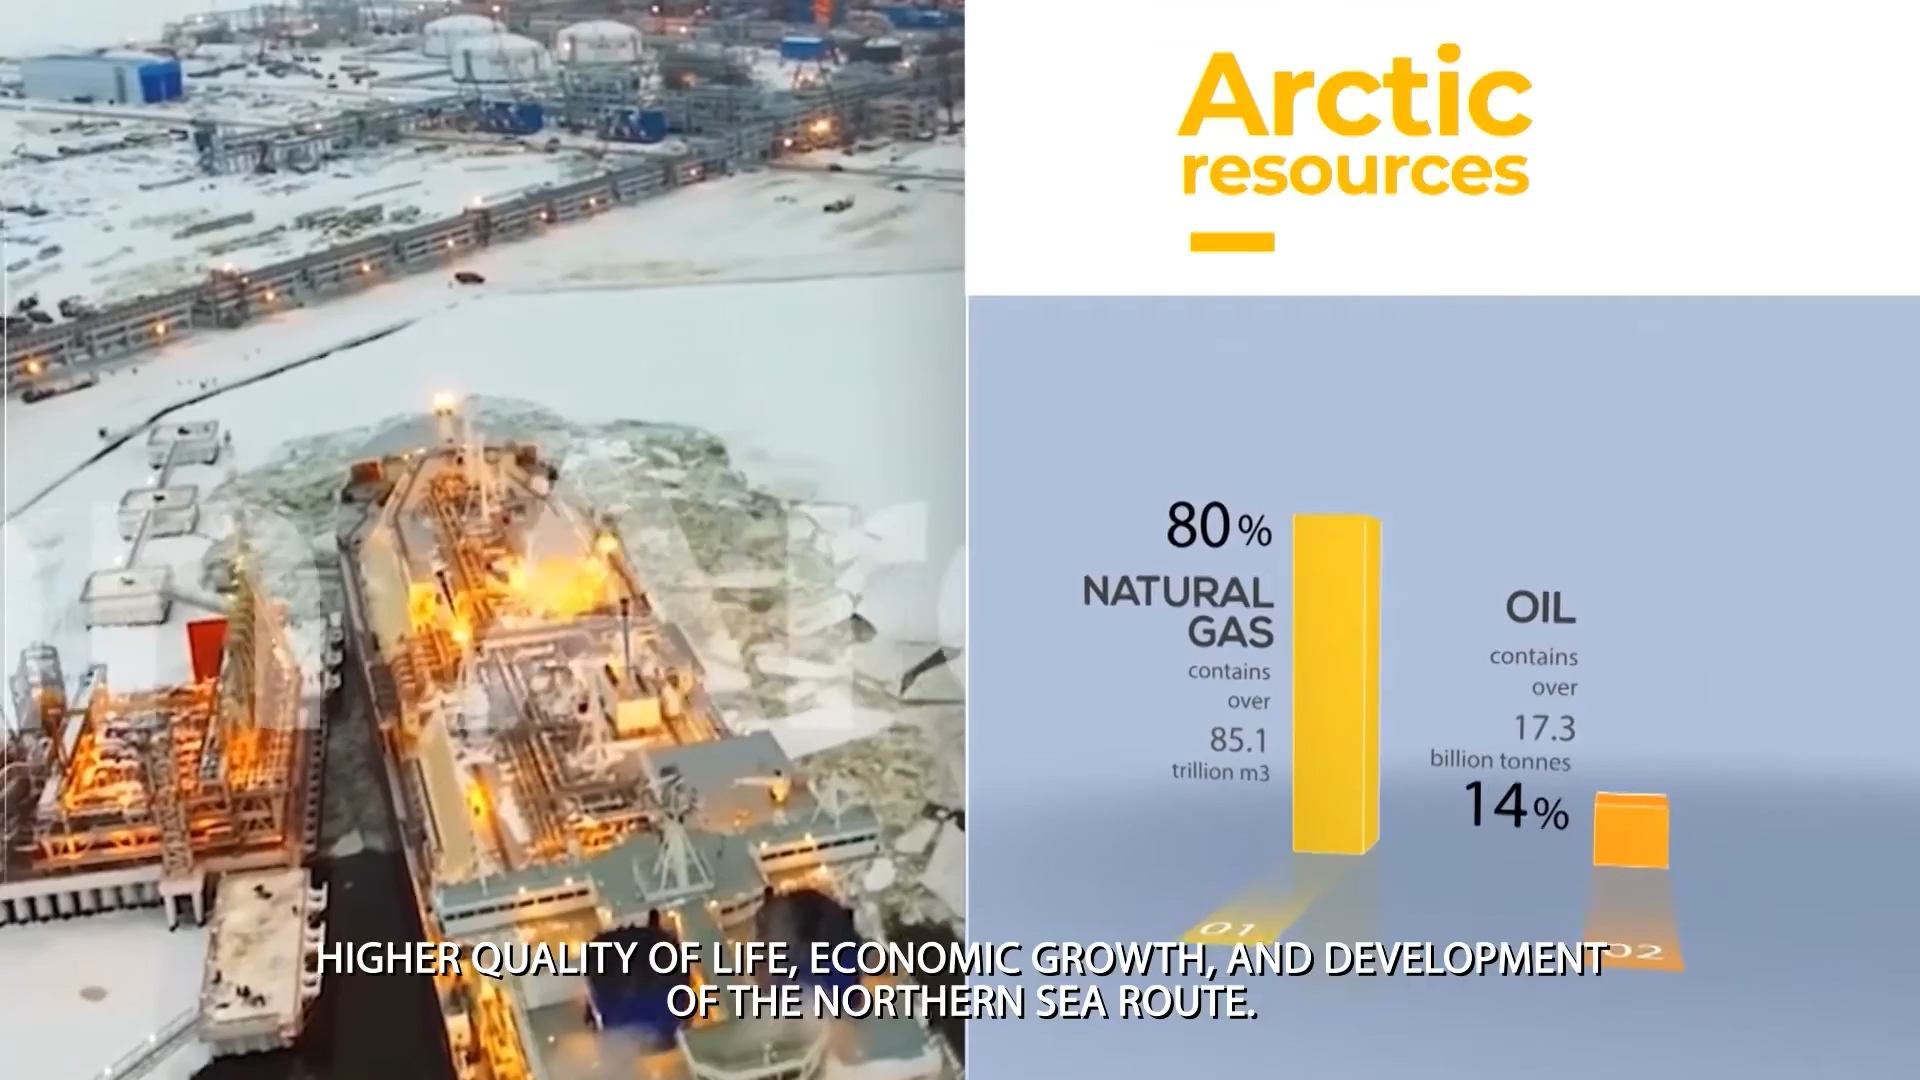 Arctic
resources
80%
NATURAL
GAS
contains
over
85.1
trillion m3
OIL
contains
over
17.3
billion tonnes
14%
01
02
HIGHER QUALITY OF LIFE, ECONOMIC GROWTH, AND DEVELOPMENT
OF THE NORTHERN SEA ROUTE.